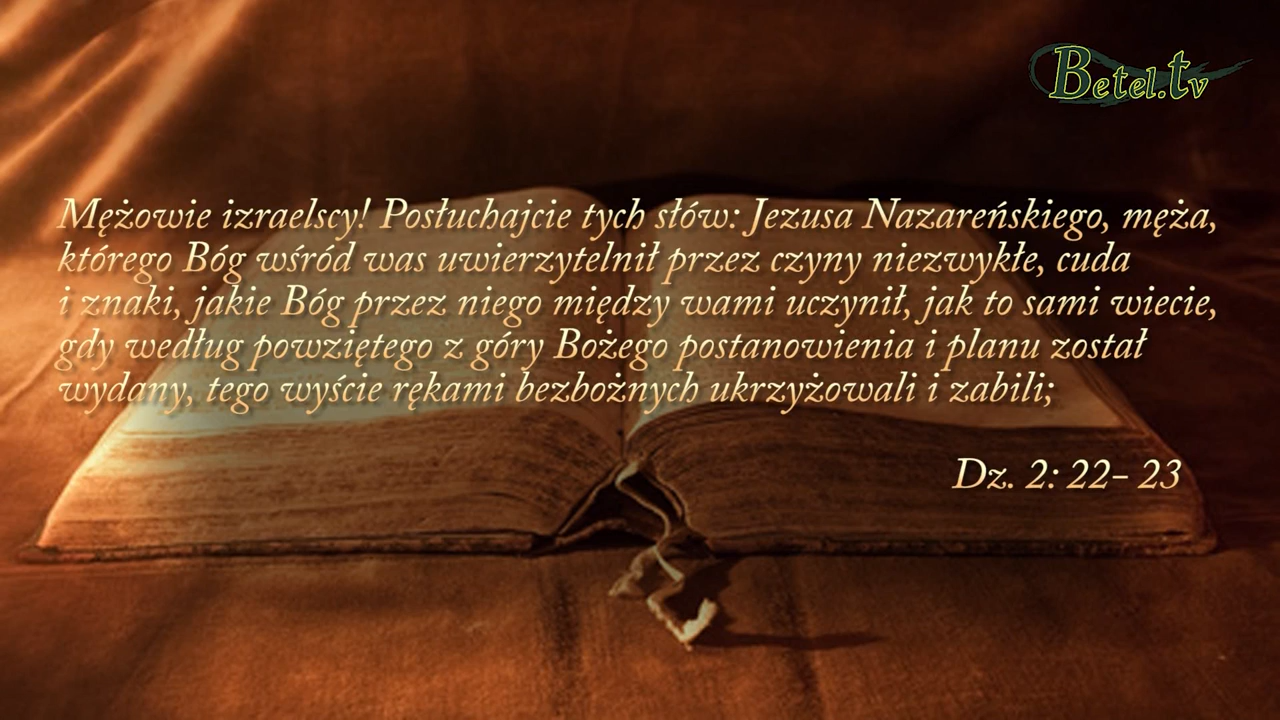 Betel.tv
Mężowie izraelscy! Posłuchajcie tych słów: Jezusa Nazareńskiego, męża,
którego Bóg wśród was uwierzytelnił przez czyny niezwykłe, cuda
i znaki, jakie Bóg przez niego między wami uczynił, jak to sami wiecie,
gdy według powziętego z góry Bożego postanowienia i planu został
wydany, tego wyście rękami bezbożnych ukrzyżowali i zabili;
Dz. 2: 22- 23